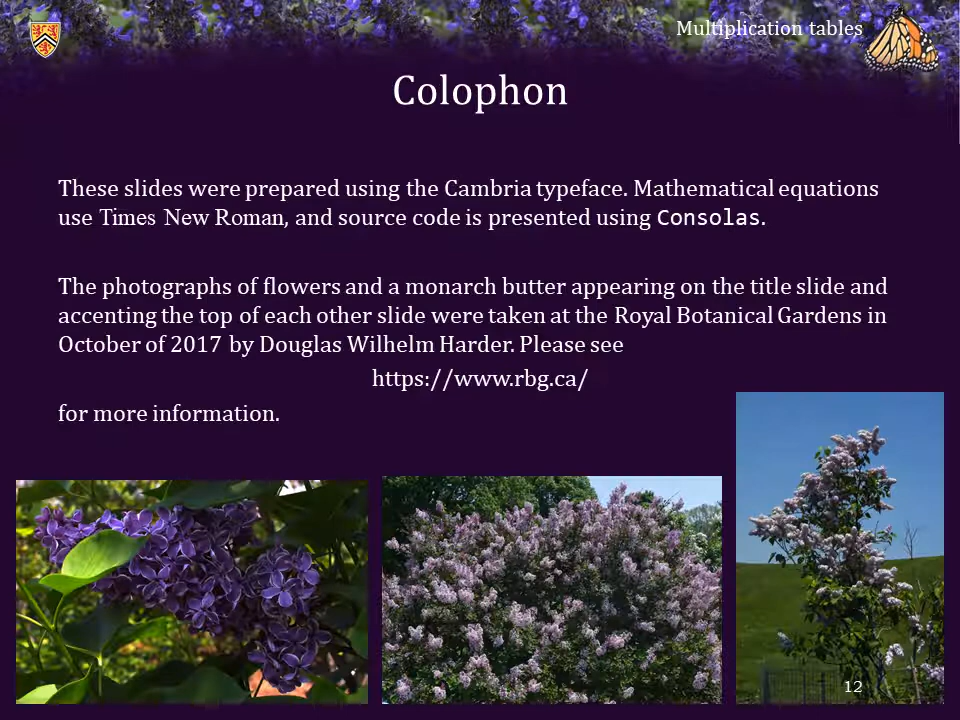 Multiplication tables
Colophon
These slides were prepared using the Cambria typeface. Mathematical equations
use Times New Roman, and source code is presented using Consolas.
The photographs of flowers and a monarch butter appearing on the title slide and
accenting the top of each other slide were taken at the Royal Botanical Gardens in
October of 2017 by Douglas Wilhelm Harder. Please see
https://www.rbg.ca/
for more information.
12